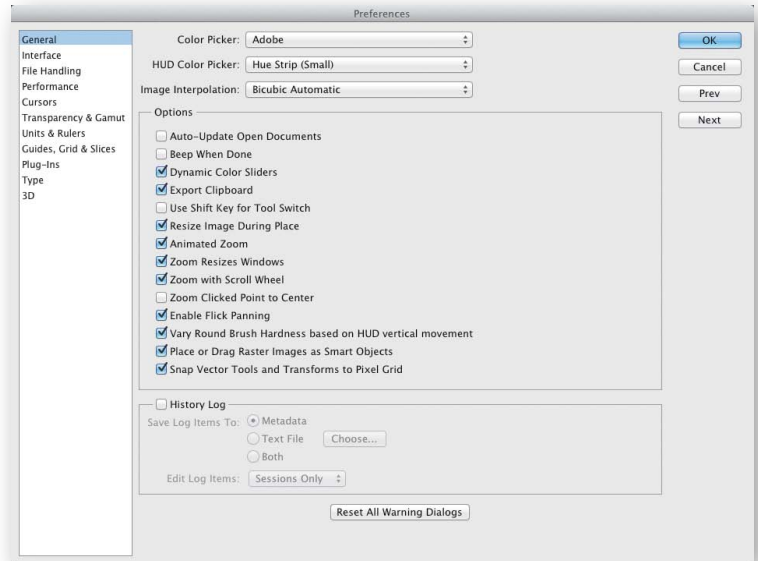 Preferences
General
Interface
File Handling
Performance
Cursors
Transparency & Gamut
Units & Rulers
Guides, Grid & Slices
Plug-Ins
Type
3D
Color Picker: Adobe
HUD Color Picker: Hue Strip (Small)
Image Interpolation: Bicubic Automatic
Options
Auto-Update Open Documents
Beep When Done
Dynamic Color Sliders
Export Clipboard
Use Shift Key for Tool Switch
Resize Image During Place
Animated Zoom
Zoom Resizes Windows
Zoom with Scroll Wheel
Zoom Clicked Point to Center
Enable Flick Panning
Vary Round Brush Hardness based on HUD vertical movement
Place or Drag Raster Images as Smart Objects
Snap Vector Tools and Transforms to Pixel Grid
History Log
Save Log Items To: Metadata
Text File Choose...
Both
Edit Log Items: Sessions Only
Reset All Warning Dialogs
OK
Cancel
Prev
Next